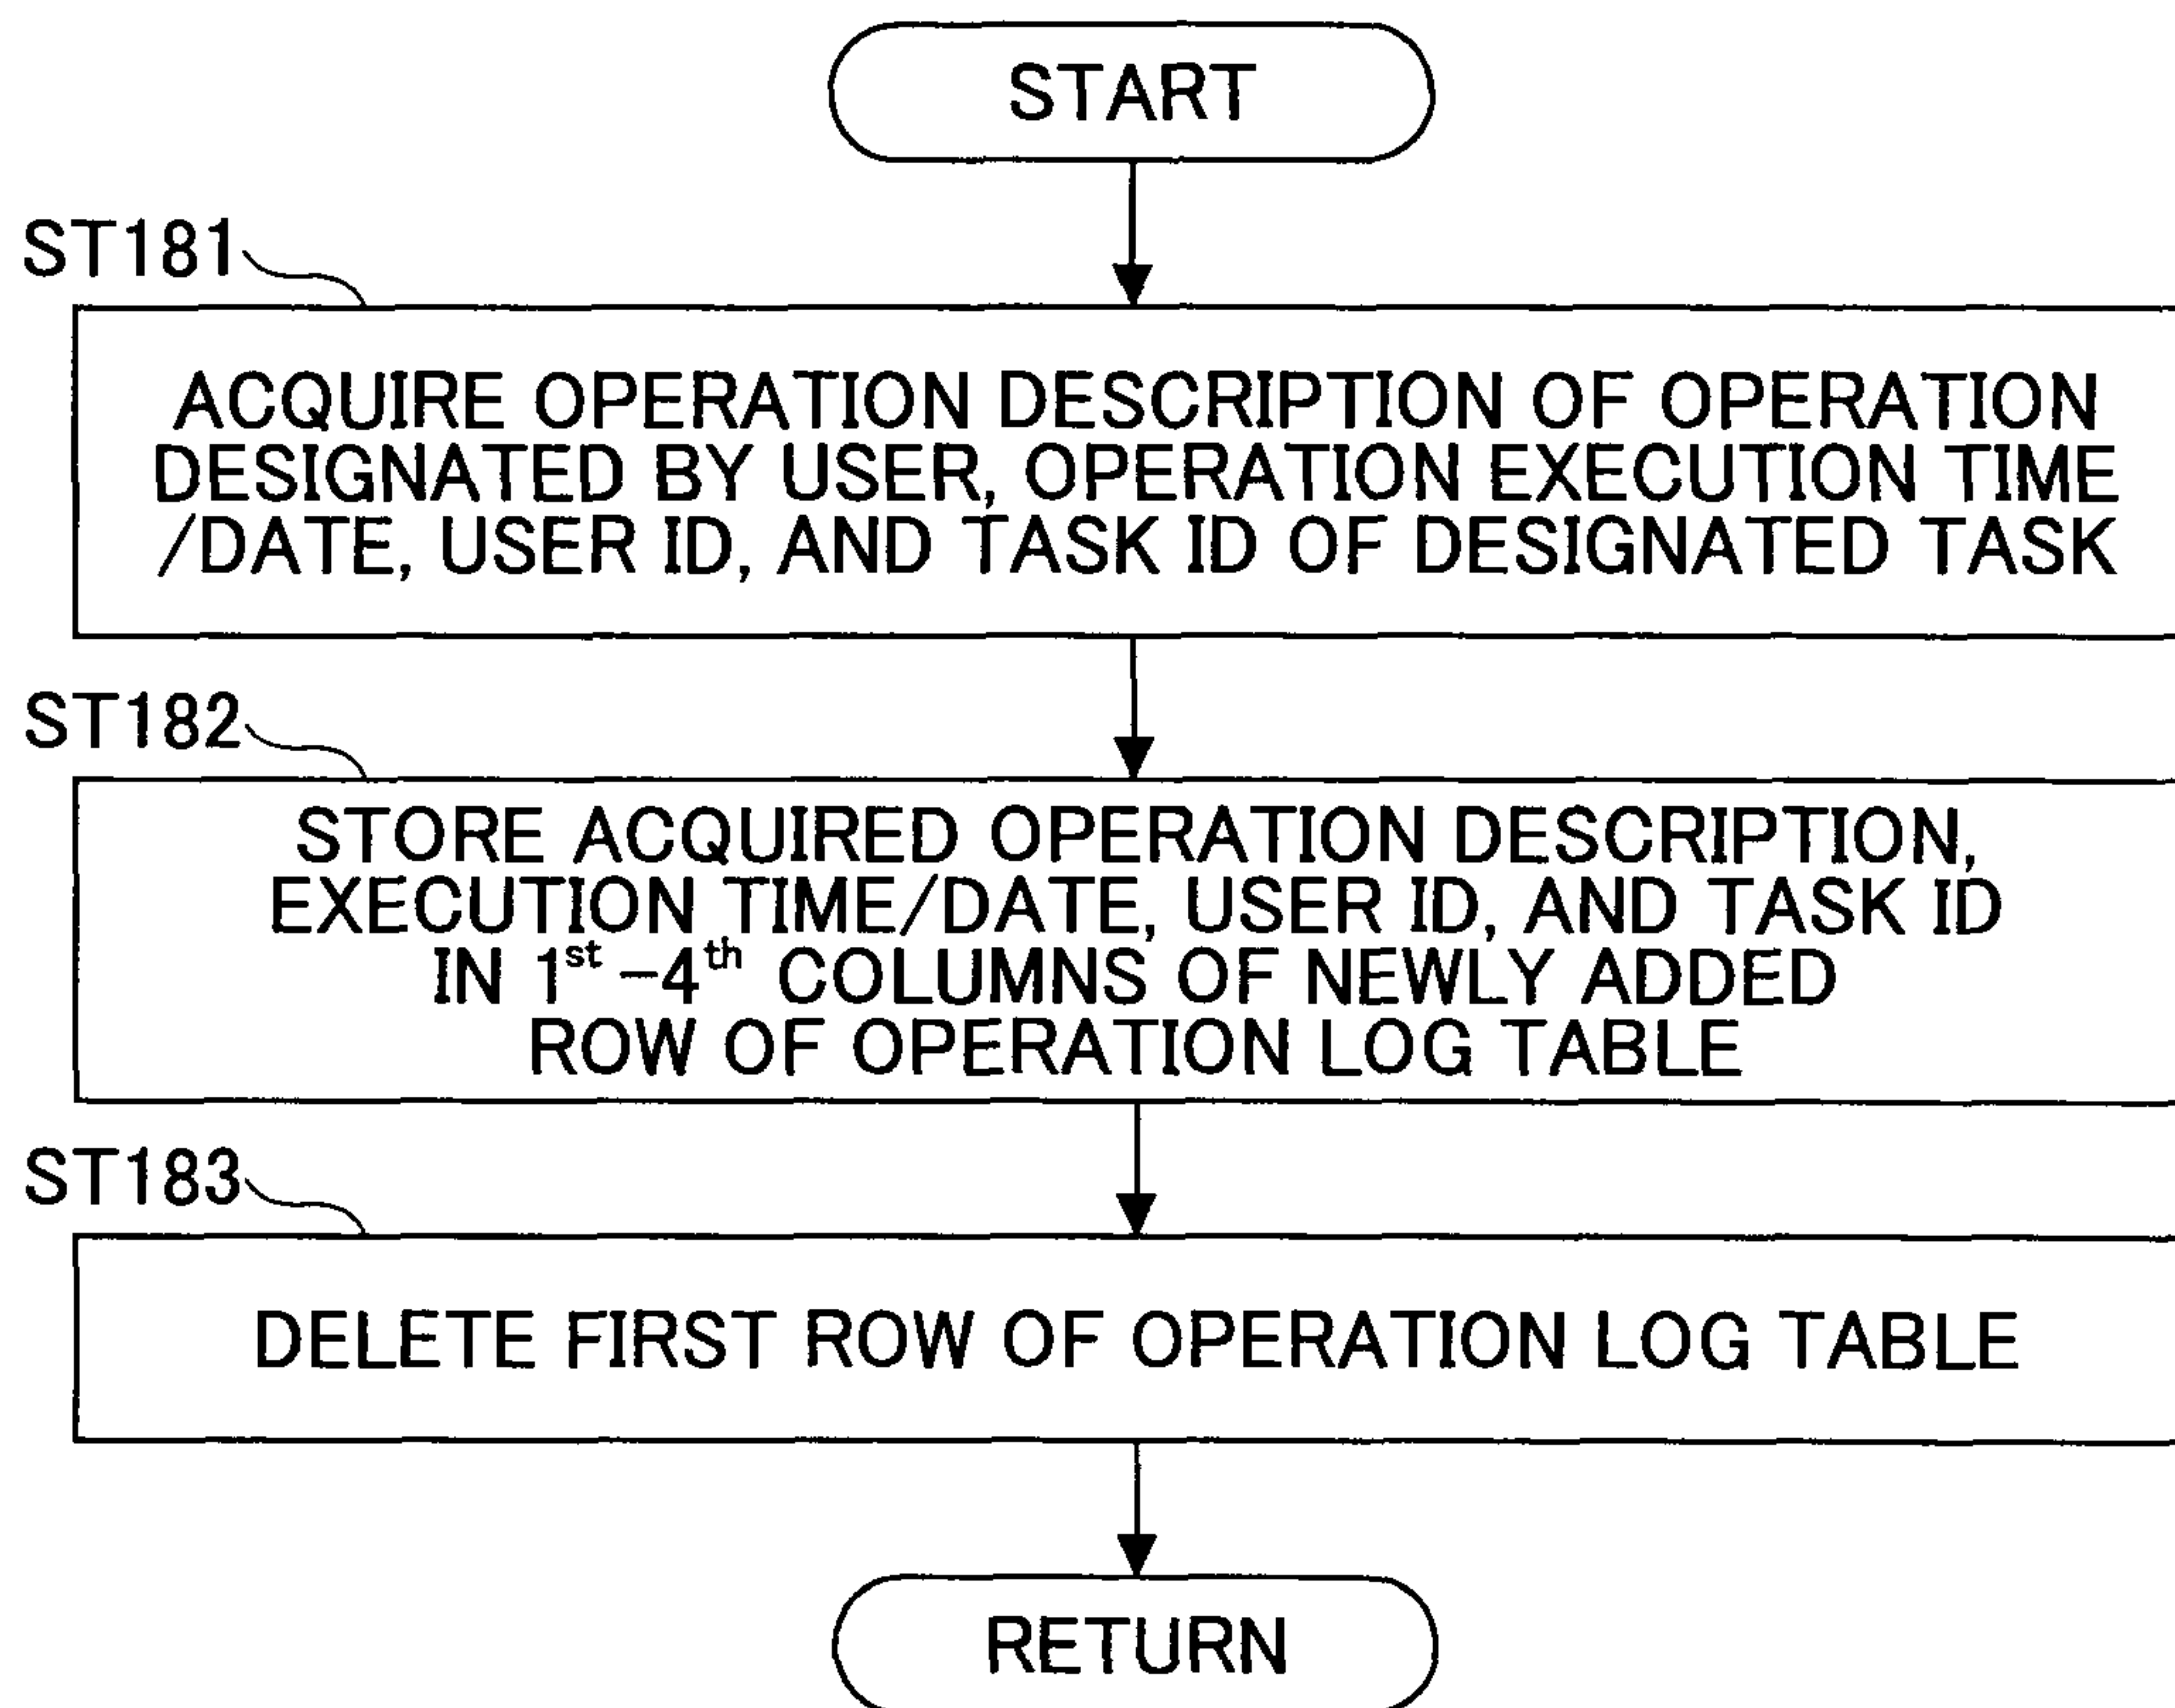 START
ST181
ACQUIRE OPERATION DESCRIPTION OF OPERATION
DESIGNATED BY USER, OPERATION EXECUTION TIME
/DATE, USER ID, AND TASK ID OF DESIGNATED TASK
ST182
STORE ACQUIRED OPERATION DESCRIPTION,
EXECUTION TIME/DATE, USER ID, AND TASK ID
IN 1st -4th COLUMNS OF NEWLY ADDED
ROW OF OPERATION LOG TABLE
ST183
DELETE FIRST ROW OF OPERATION LOG TABLE
RETURN